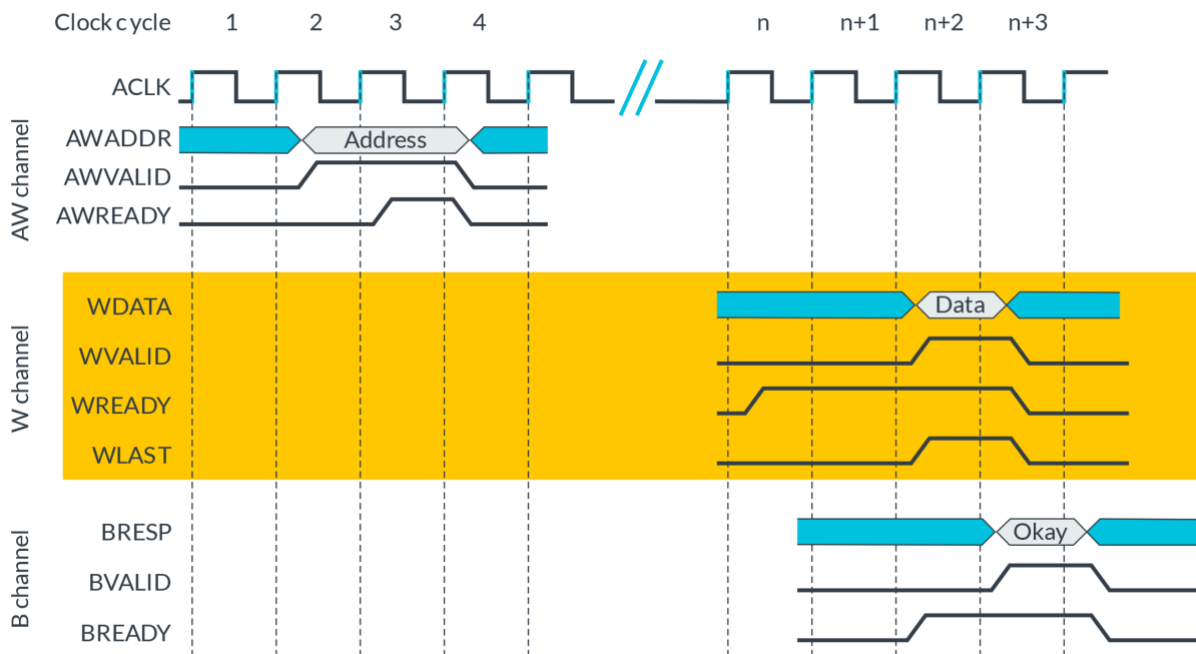 Clock cycle 1 2 3 4 n n+1 n+2 n+3
ACLK
AW channel
AWADDR Address
AWVALID
AWREADY
W channel
WDATA Data
WVALID
WREADY
WLAST
B channel
BRESP Okay
BVALID
BREADY